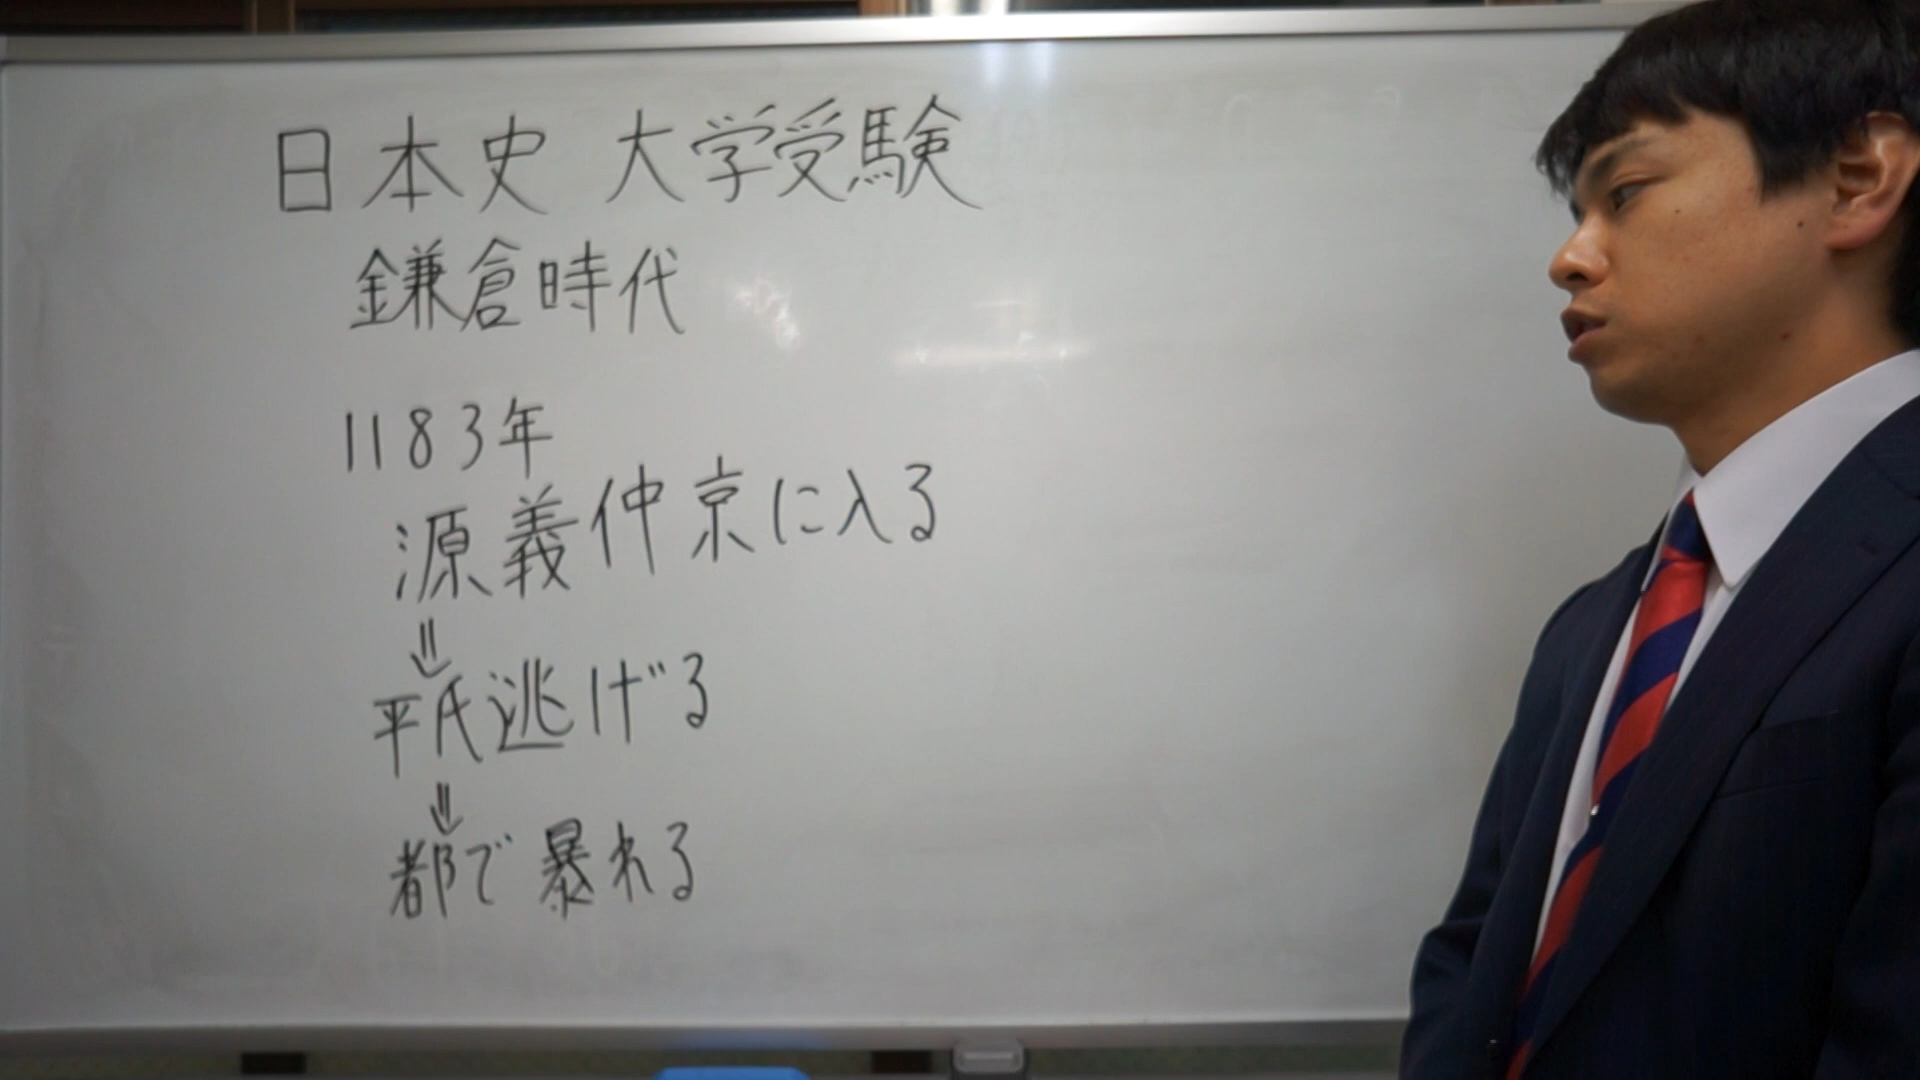 日本史 大学受験
鎌倉時代
1183年
源義仲京に入る
⇓
平氏逃げる
⇓
都で暴れる